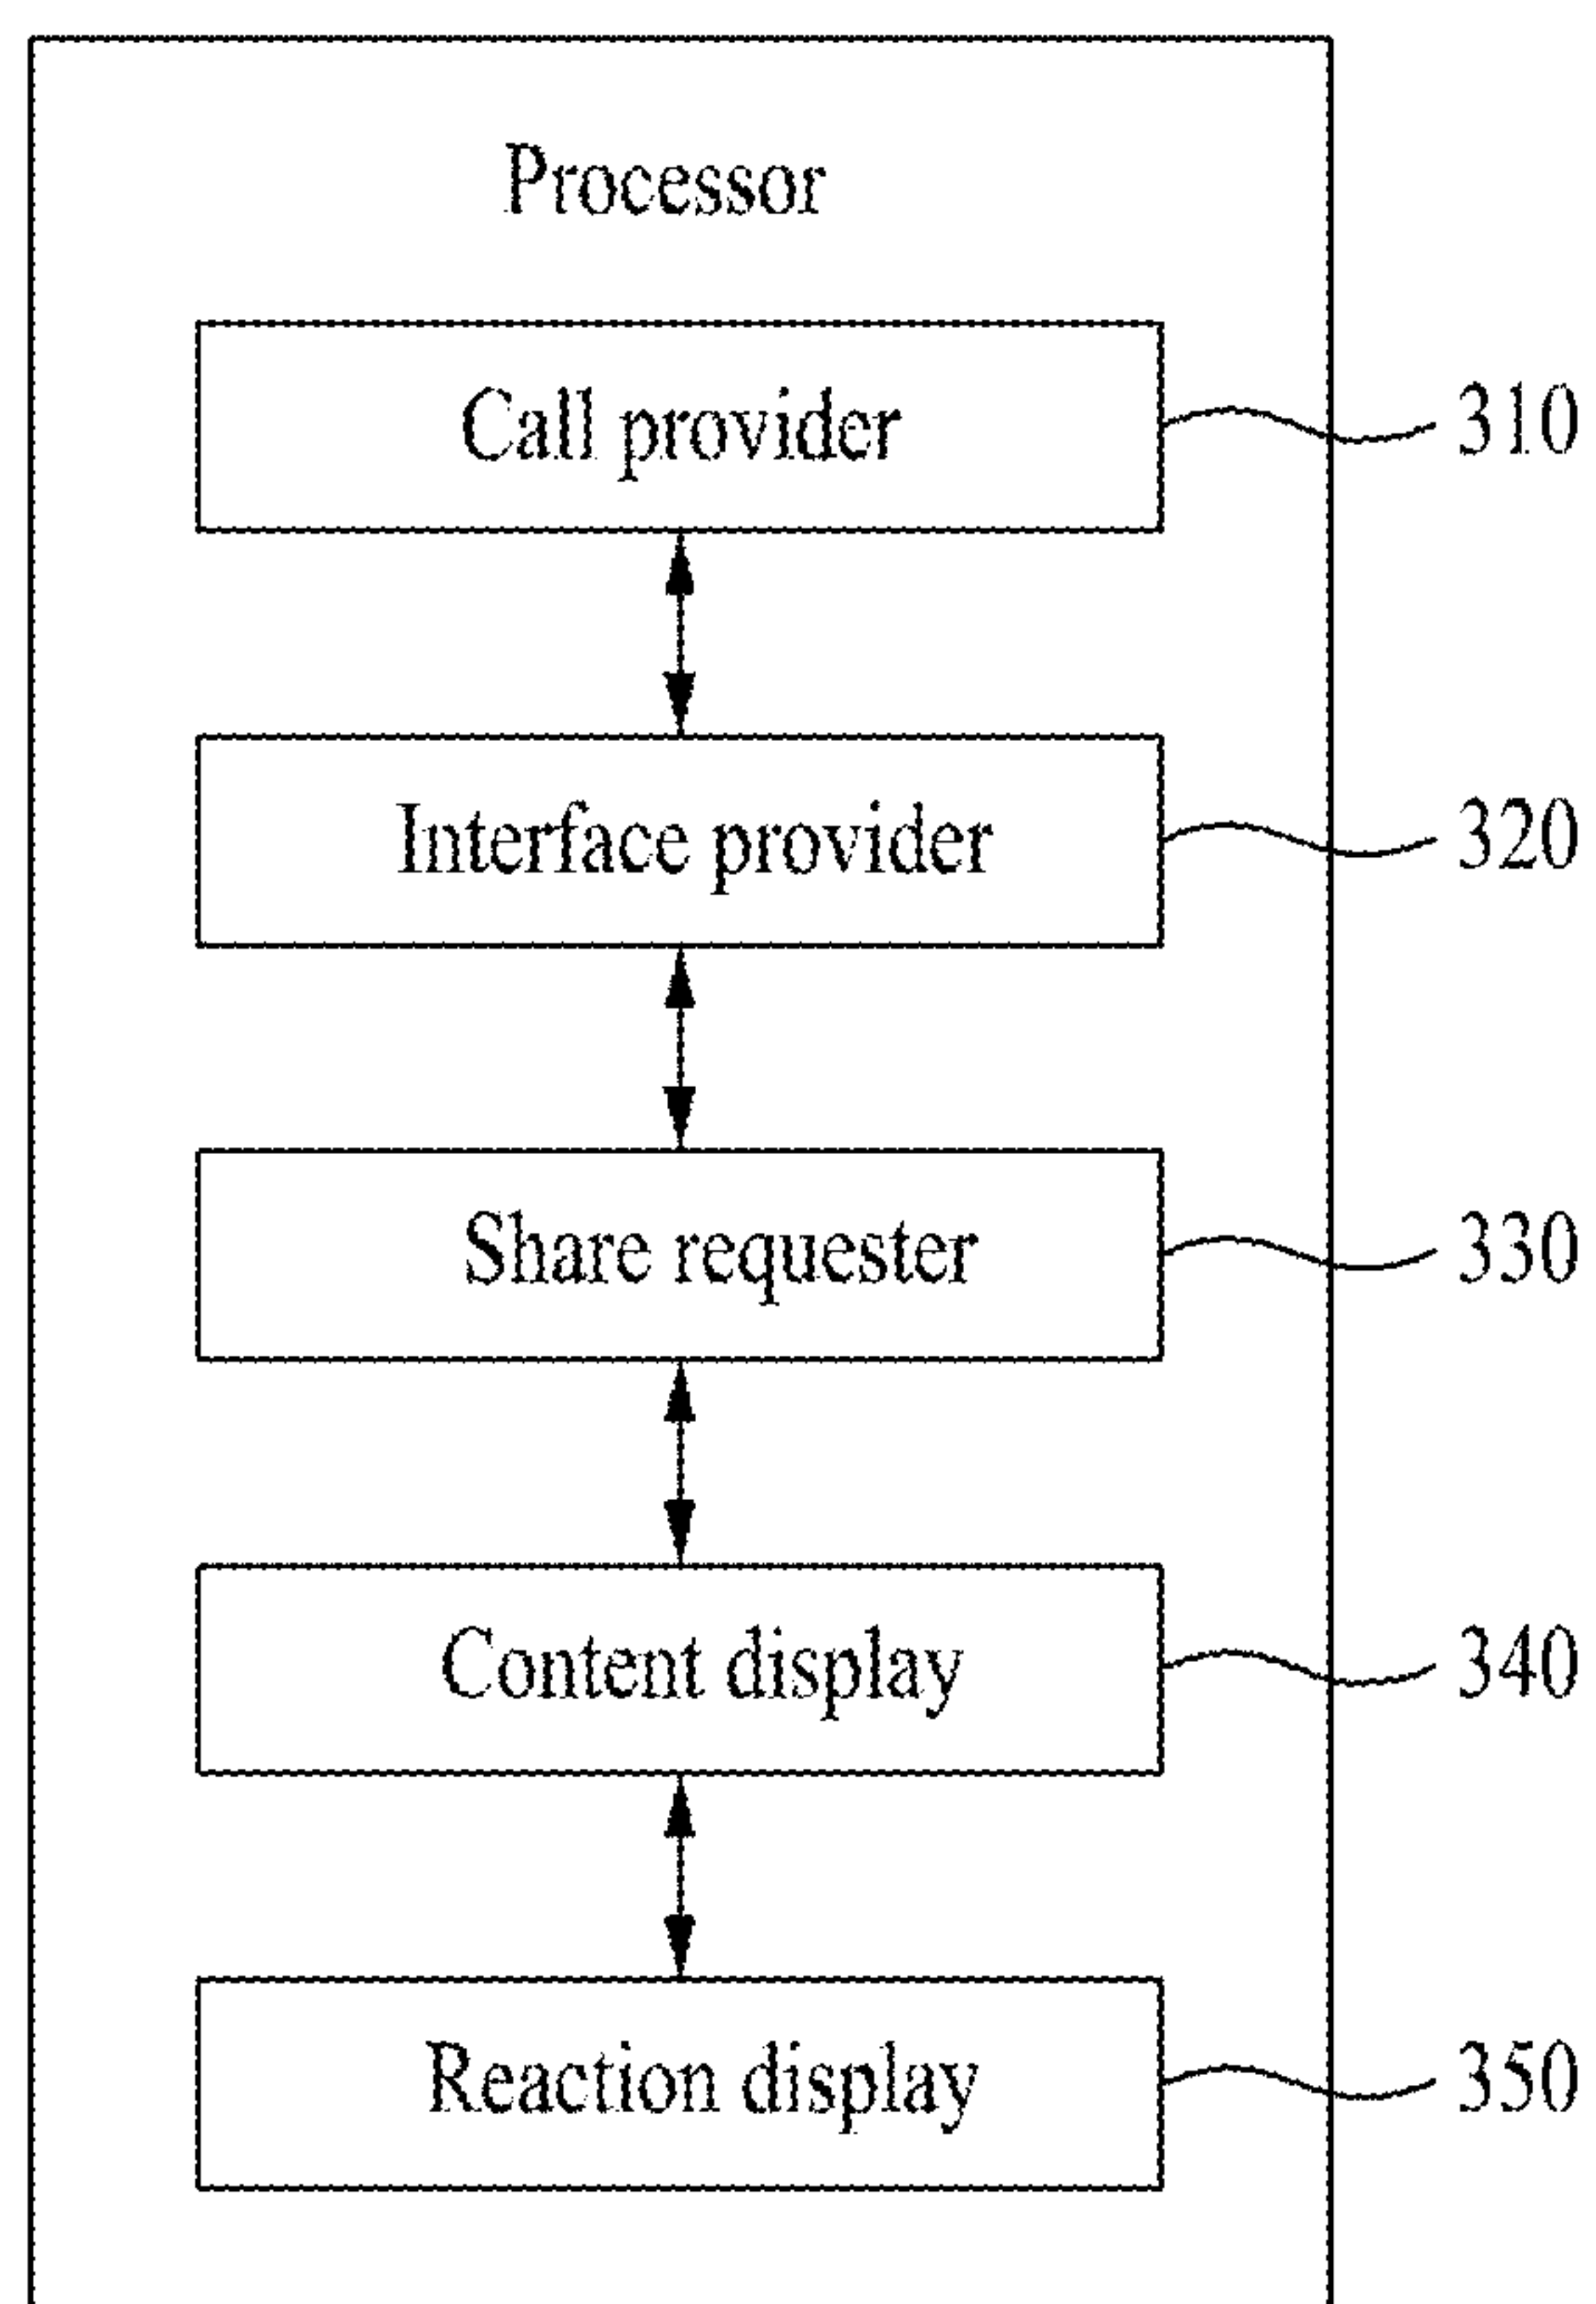 Processor
Call provider 310
Interface provider 320
Share requester 330
Content display 340
Reaction display 350